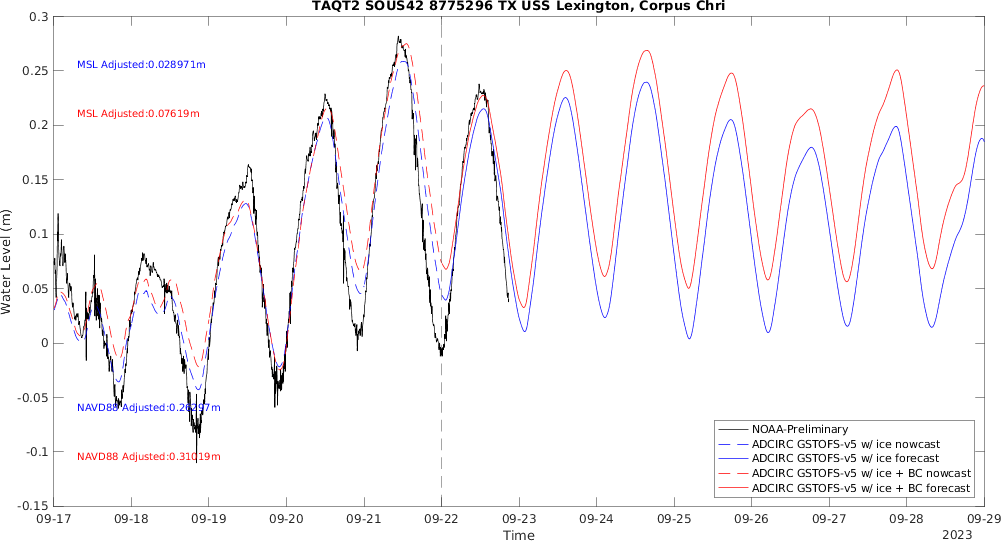 TAQT2 SOUS42 8775296 TX USS Lexington, Corpus Chri
0.3
0.25
0.2
0.15
0.1
0.05
0
-0.05
-0.1
-0.15
Water Level (m)
MSL Adjusted:0.028971m
MSL Adjusted:0.07619m
NAVD88 Adjusted:0.26297m
NAVD88 Adjusted:0.31019m
NOAA-Preliminary
ADCIRC GSTOFS-v5 w/ ice nowcast
ADCIRC GSTOFS-v5 w/ ice forecast
ADCIRC GSTOFS-v5 w/ ice + BC nowcast
ADCIRC GSTOFS-v5 w/ ice + BC forecast
09-17 09-18 09-19 09-20 09-21 09-22 09-23 09-24 09-25 09-26 09-27 09-28 09-29
Time
2023